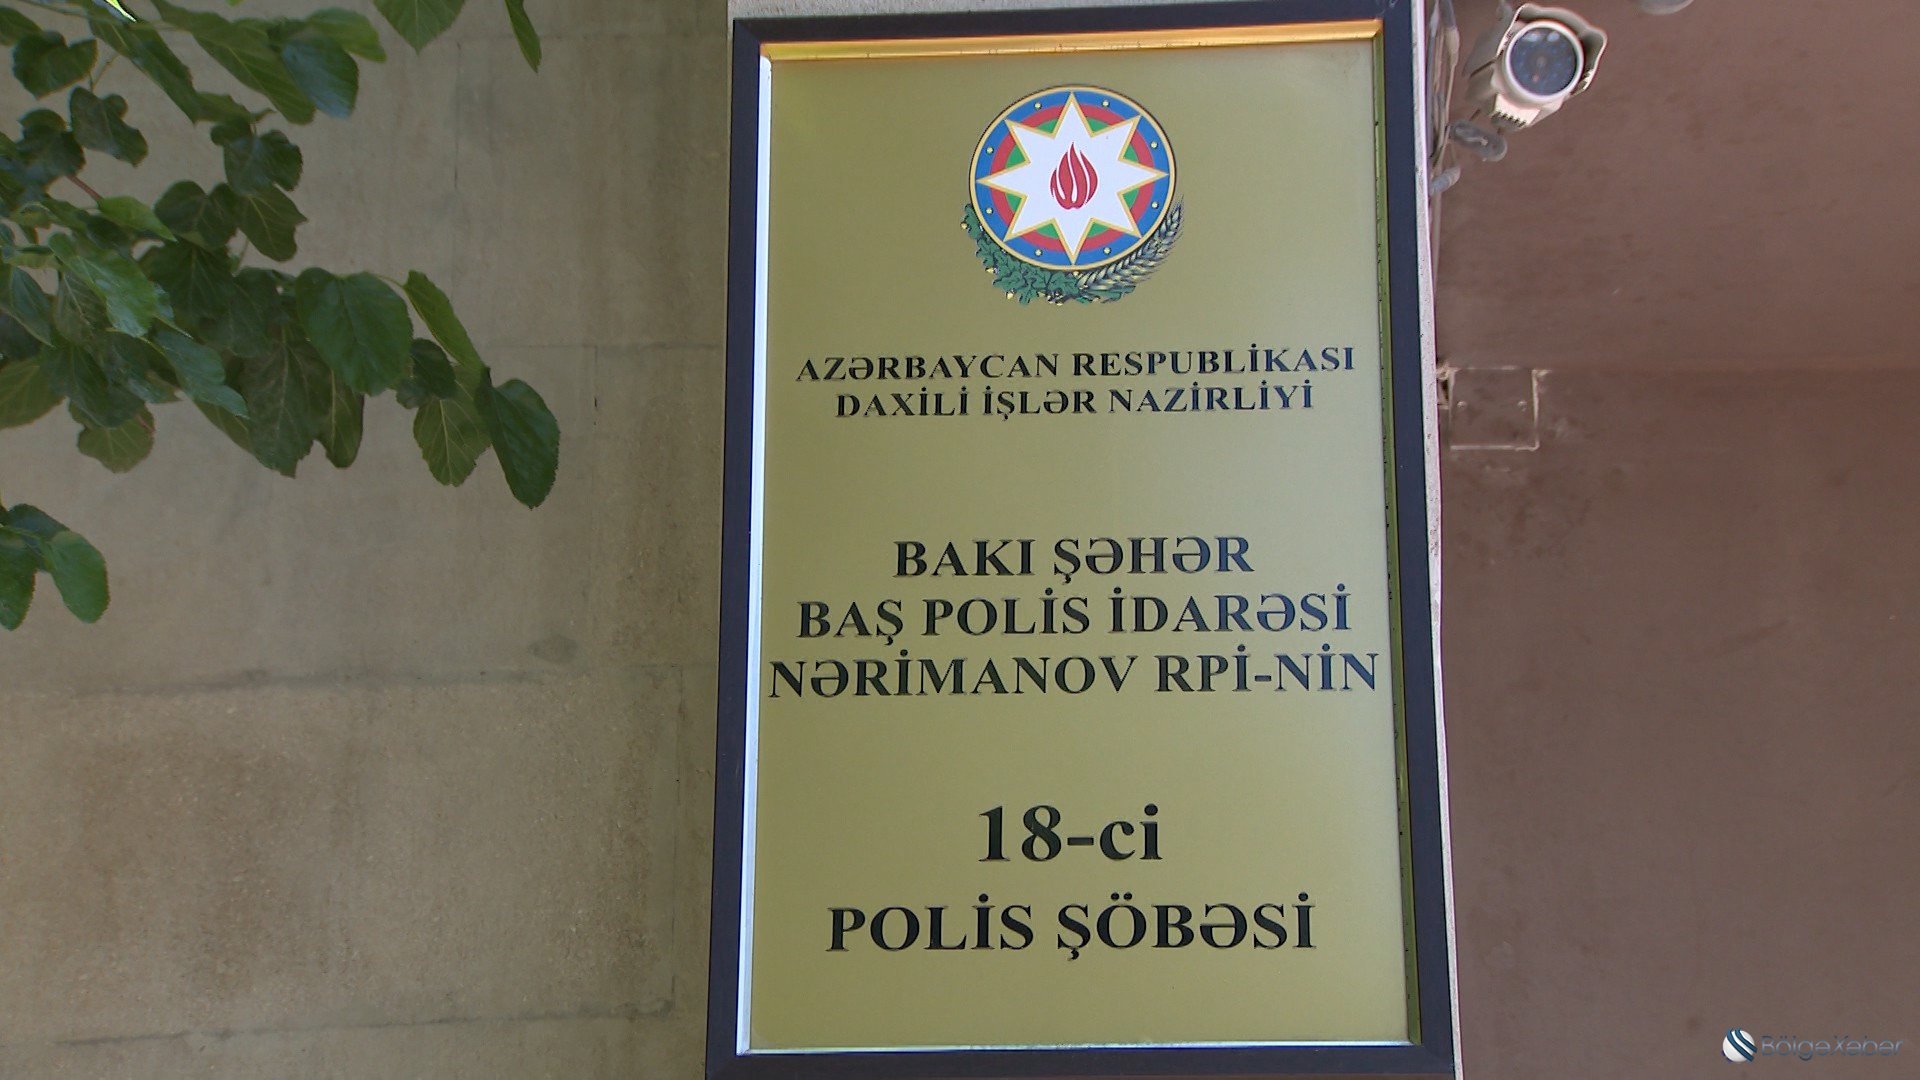 AZƏRBAYCAN RESPUBLİKASI
DAXİLİ İŞLƏR NAZİRLİYİ
BAKI ŞƏHƏR
BAŞ POLİS İDARƏSİ
NƏRİMANOV RPİ-NİN
18-ci
POLİS ŞÖBƏSİ
BölgəXəbər